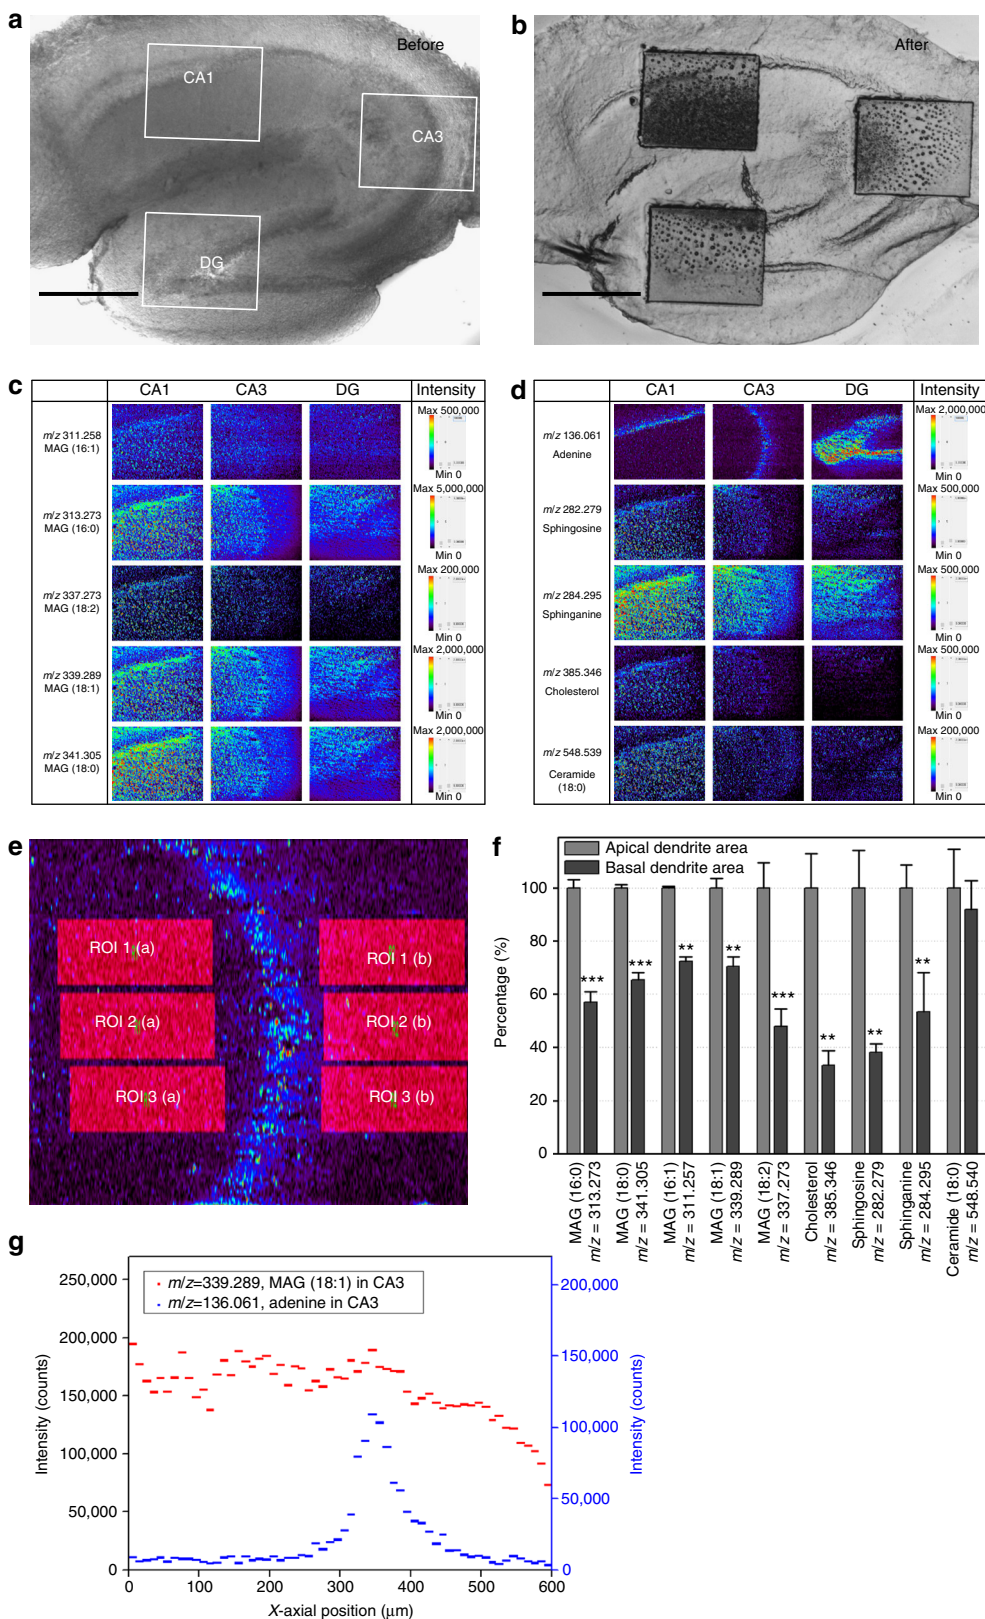 a
Before
CA1
CA3
DG
b
After
c
CA1 CA3 DG Intensity
m/z 311.258
MAG (16:1)
Max 500,000
Min 0
m/z 313.273
MAG (16:0)
Max 5,000,000
Min 0
m/z 337.273
MAG (18:2)
Max 200,000
Min 0
m/z 339.289
MAG (18:1)
Max 2,000,000
Min 0
m/z 341.305
MAG (18:0)
Max 2,000,000
Min 0
d
CA1 CA3 DG Intensity
m/z 136.061
Adenine
Max 2,000,000
Min 0
m/z 282.279
Sphingosine
Max 500,000
Min 0
m/z 284.295
Sphinganine
Max 500,000
Min 0
m/z 385.346
Cholesterol
Max 500,000
Min 0
m/z 548.539
Ceramide
(18:0)
Max 200,000
Min 0
e
ROI 1 (a)
ROI 1 (b)
ROI 2 (a)
ROI 2 (b)
ROI 3 (a)
ROI 3 (b)
f
Apical dendrite area
Basal dendrite area
Percentage (%)
100
80
60
40
20
0
***
***
**
**
***
**
**
**
MAG (16:0)
m/z = 313.273
MAG (18:0)
m/z = 341.305
MAG (16:1)
m/z = 311.257
MAG (18:1)
m/z = 339.289
MAG (18:2)
m/z = 337.273
Cholesterol
m/z = 385.346
Sphingosine
m/z = 282.279
Sphinganine
m/z = 284.295
Ceramide (18:0)
m/z = 548.540
g
m/z=339.289, MAG (18:1) in CA3
m/z=136.061, adenine in CA3
Intensity (counts)
250,000
200,000
150,000
100,000
50,000
0
200,000
150,000
100,000
50,000
0
Intensity (counts)
0 100 200 300 400 500 600
X-axial position (μm)